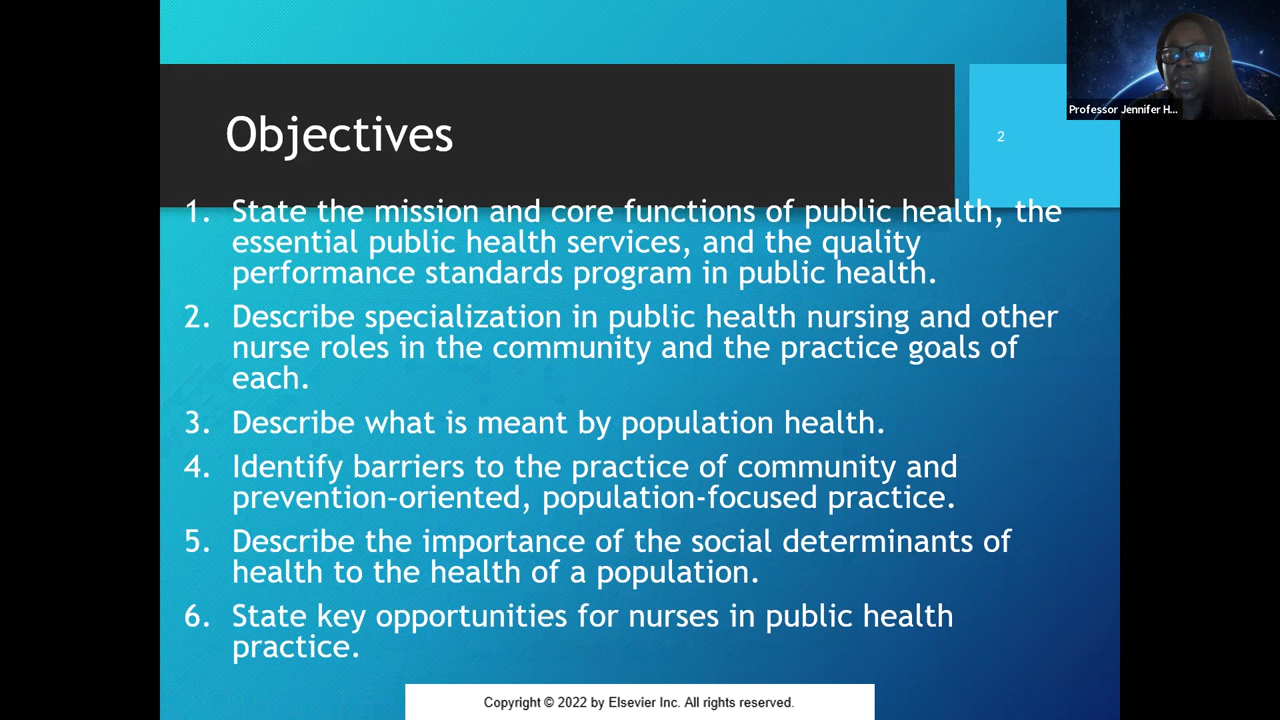 Professor Jennifer H...
Objectives
2
1. State the mission and core functions of public health, the
essential public health services, and the quality
performance standards program in public health.
2. Describe specialization in public health nursing and other
nurse roles in the community and the practice goals of
each.
3. Describe what is meant by population health.
4. Identify barriers to the practice of community and
prevention–oriented, population-focused practice.
5. Describe the importance of the social determinants of
health to the health of a population.
6. State key opportunities for nurses in public health
practice.
Copyright © 2022 by Elsevier Inc. All rights reserved.